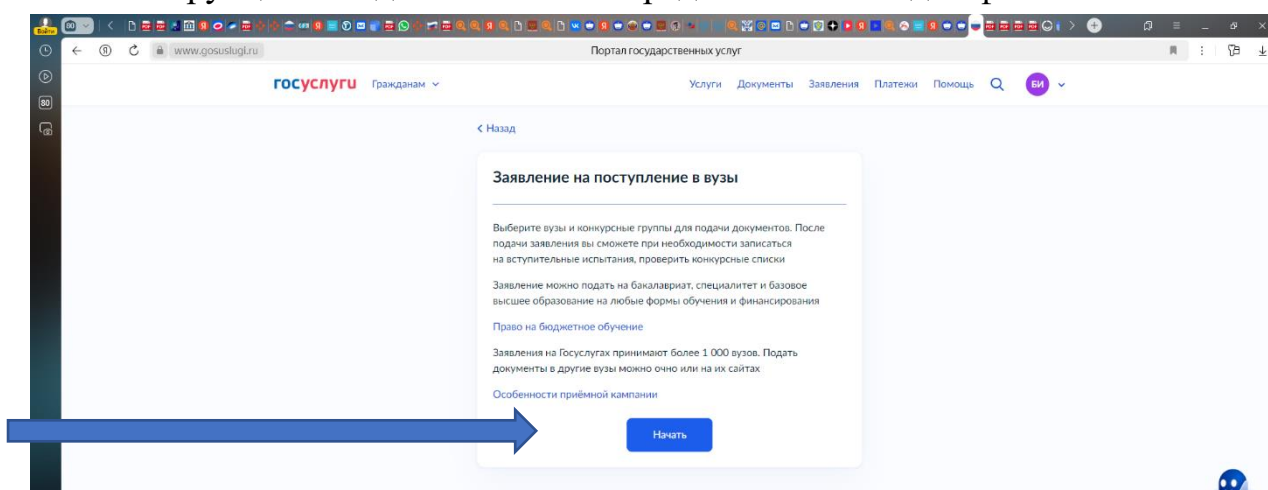 Войти
www.gosuslugi.ru
Портал государственных услуг
80
госуслуги Гражданам
Услуги Документы Заявления Платежи Помощь БИ
Назад
Заявление на поступление в вузы
Выберите вузы и конкурсные группы для подачи документов. После
подачи заявления вы сможете при необходимости записаться
на вступительные испытания, проверить конкурсные списки
Заявление можно подать на бакалавриат, специалитет и базовое
высшее образование на любые формы обучения и финансирования
Право на бюджетное обучение
Заявления на Госуслугах принимают более 1 000 вузов. Подать
документы в другие вузы можно очно или на их сайтах
Особенности приёмной кампании
Начать